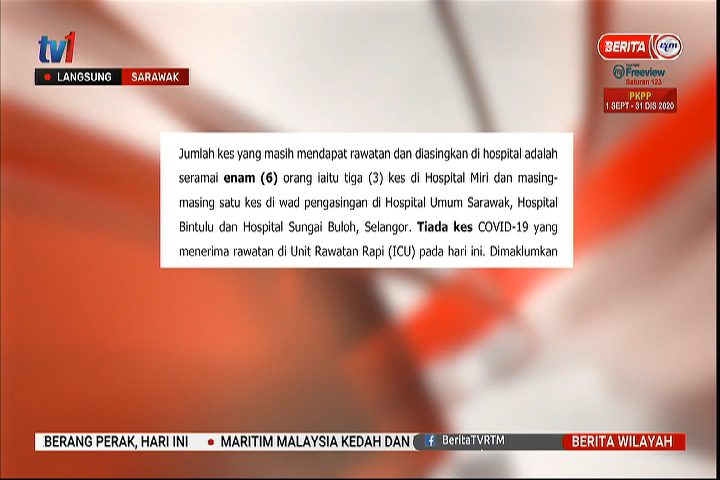 tv1
LANGSUNG SARAWAK
BERITA rtm
Freeview
Saluran 123
PKPP
1 SEPT - 31 DIS 2020
Jumlah kes yang masih mendapat rawatan dan diasingkan di hospital adalah
seramai enam (6) orang iaitu tiga (3) kes di Hospital Miri dan masing-
masing satu kes di wad pengasingan di Hospital Umum Sarawak, Hospital
Bintulu dan Hospital Sungai Buloh, Selangor. Tiada kes COVID-19 yang
menerima rawatan di Unit Rawatan Rapi (ICU) pada hari ini. Dimaklumkan
BERANG PERAK, HARI INI • MARITIM MALAYSIA KEDAH DAN BeritaTVRTM BERITA WILAYAH